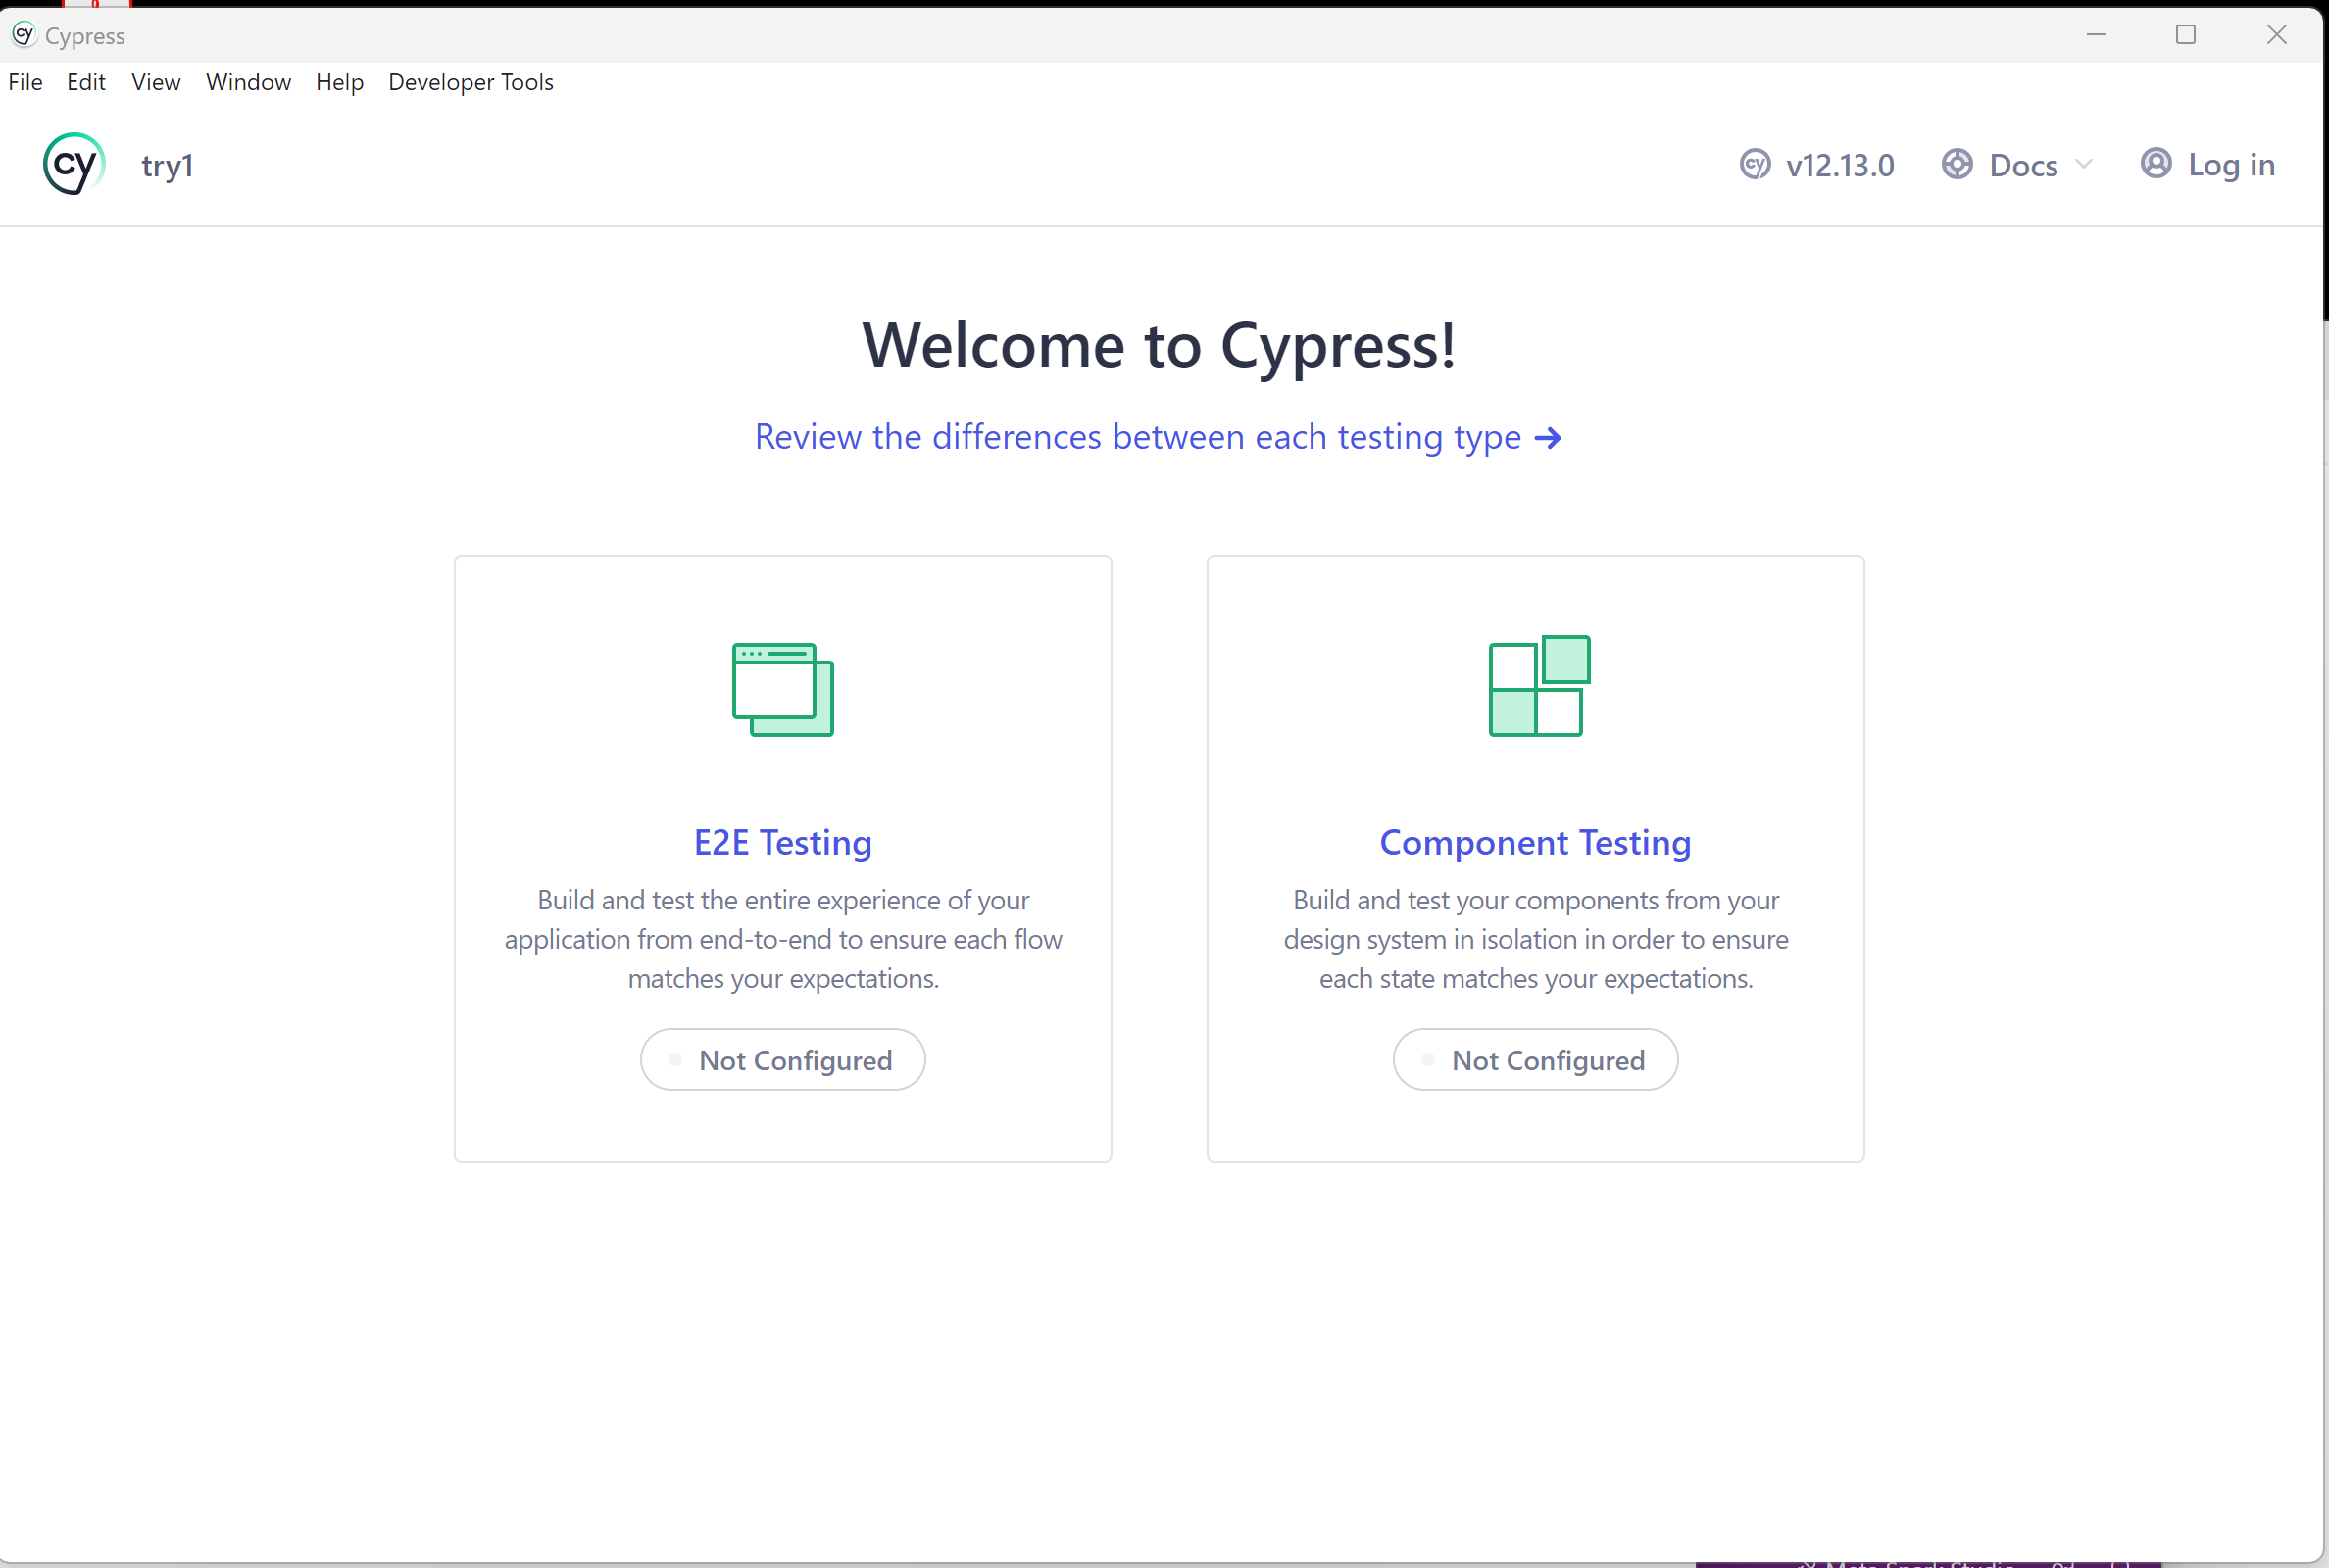 Cypress
File Edit View Window Help Developer Tools
cy try1 v12.13.0 Docs Log in
Welcome to Cypress!
Review the differences between each testing type →
E2E Testing
Build and test the entire experience of your
application from end-to-end to ensure each flow
matches your expectations.
Not Configured
Component Testing
Build and test your components from your
design system in isolation in order to ensure
each state matches your expectations.
Not Configured